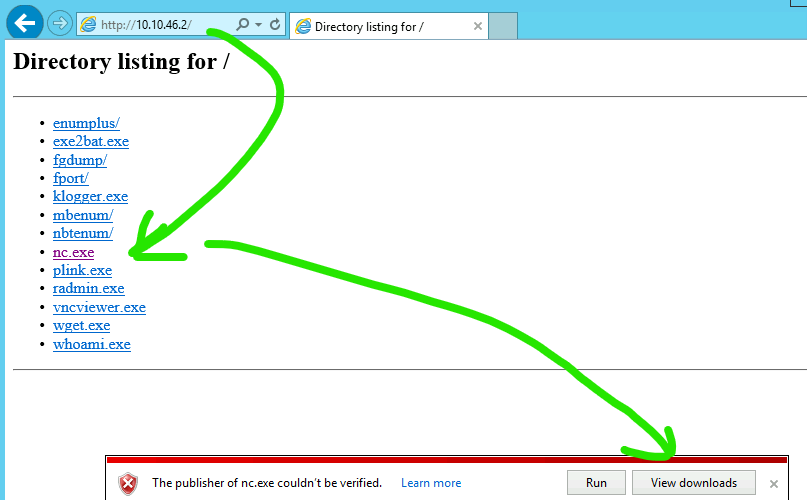 http://10.10.46.2/
Directory listing for /
Directory listing for /
enumplus/
exe2bat.exe
fgdump/
fport/
klogger.exe
mbenum/
nbtenum/
nc.exe
plink.exe
radmin.exe
vncviewer.exe
wget.exe
whoami.exe
The publisher of nc.exe couldn't be verified. Learn more Run View downloads